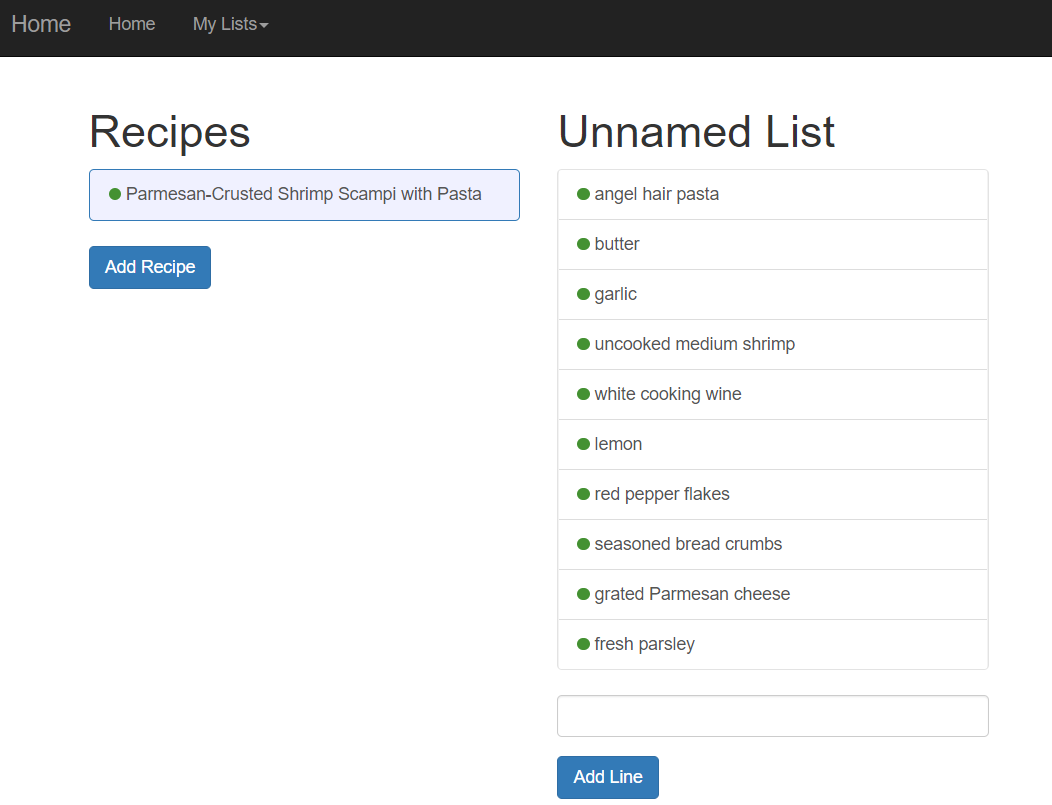 Home Home My Lists
Recipes
Parmesan-Crusted Shrimp Scampi with Pasta
Add Recipe
Unnamed List
angel hair pasta
butter
garlic
uncooked medium shrimp
white cooking wine
lemon
red pepper flakes
seasoned bread crumbs
grated Parmesan cheese
fresh parsley
Add Line